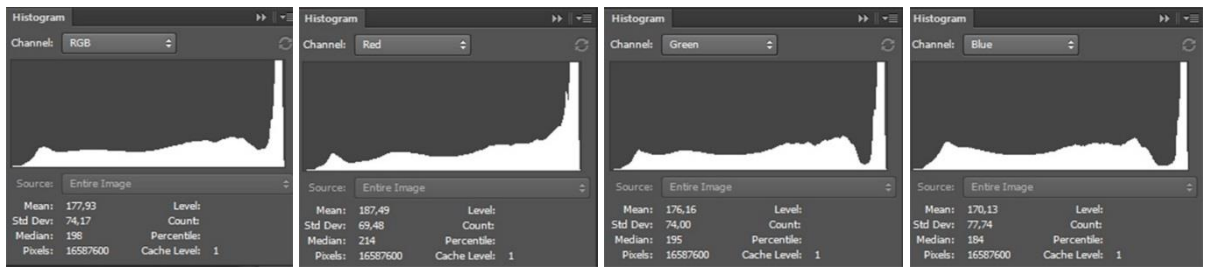 Histogram
Channel: RGB
Source: Entire Image
Mean: 177,93 Level:
Std Dev: 74,17 Count:
Median: 198 Percentile:
Pixels: 16587600 Cache Level: 1
Histogram
Channel: Red
Source: Entire Image
Mean: 187,49 Level:
Std Dev: 69,48 Count:
Median: 214 Percentile:
Pixels: 16587600 Cache Level: 1
Histogram
Channel: Green
Source: Entire Image
Mean: 176,16 Level:
Std Dev: 74,00 Count:
Median: 195 Percentile:
Pixels: 16587600 Cache Level: 1
Histogram
Channel: Blue
Source: Entire Image
Mean: 170,13 Level:
Std Dev: 77,74 Count:
Median: 184 Percentile:
Pixels: 16587600 Cache Level: 1